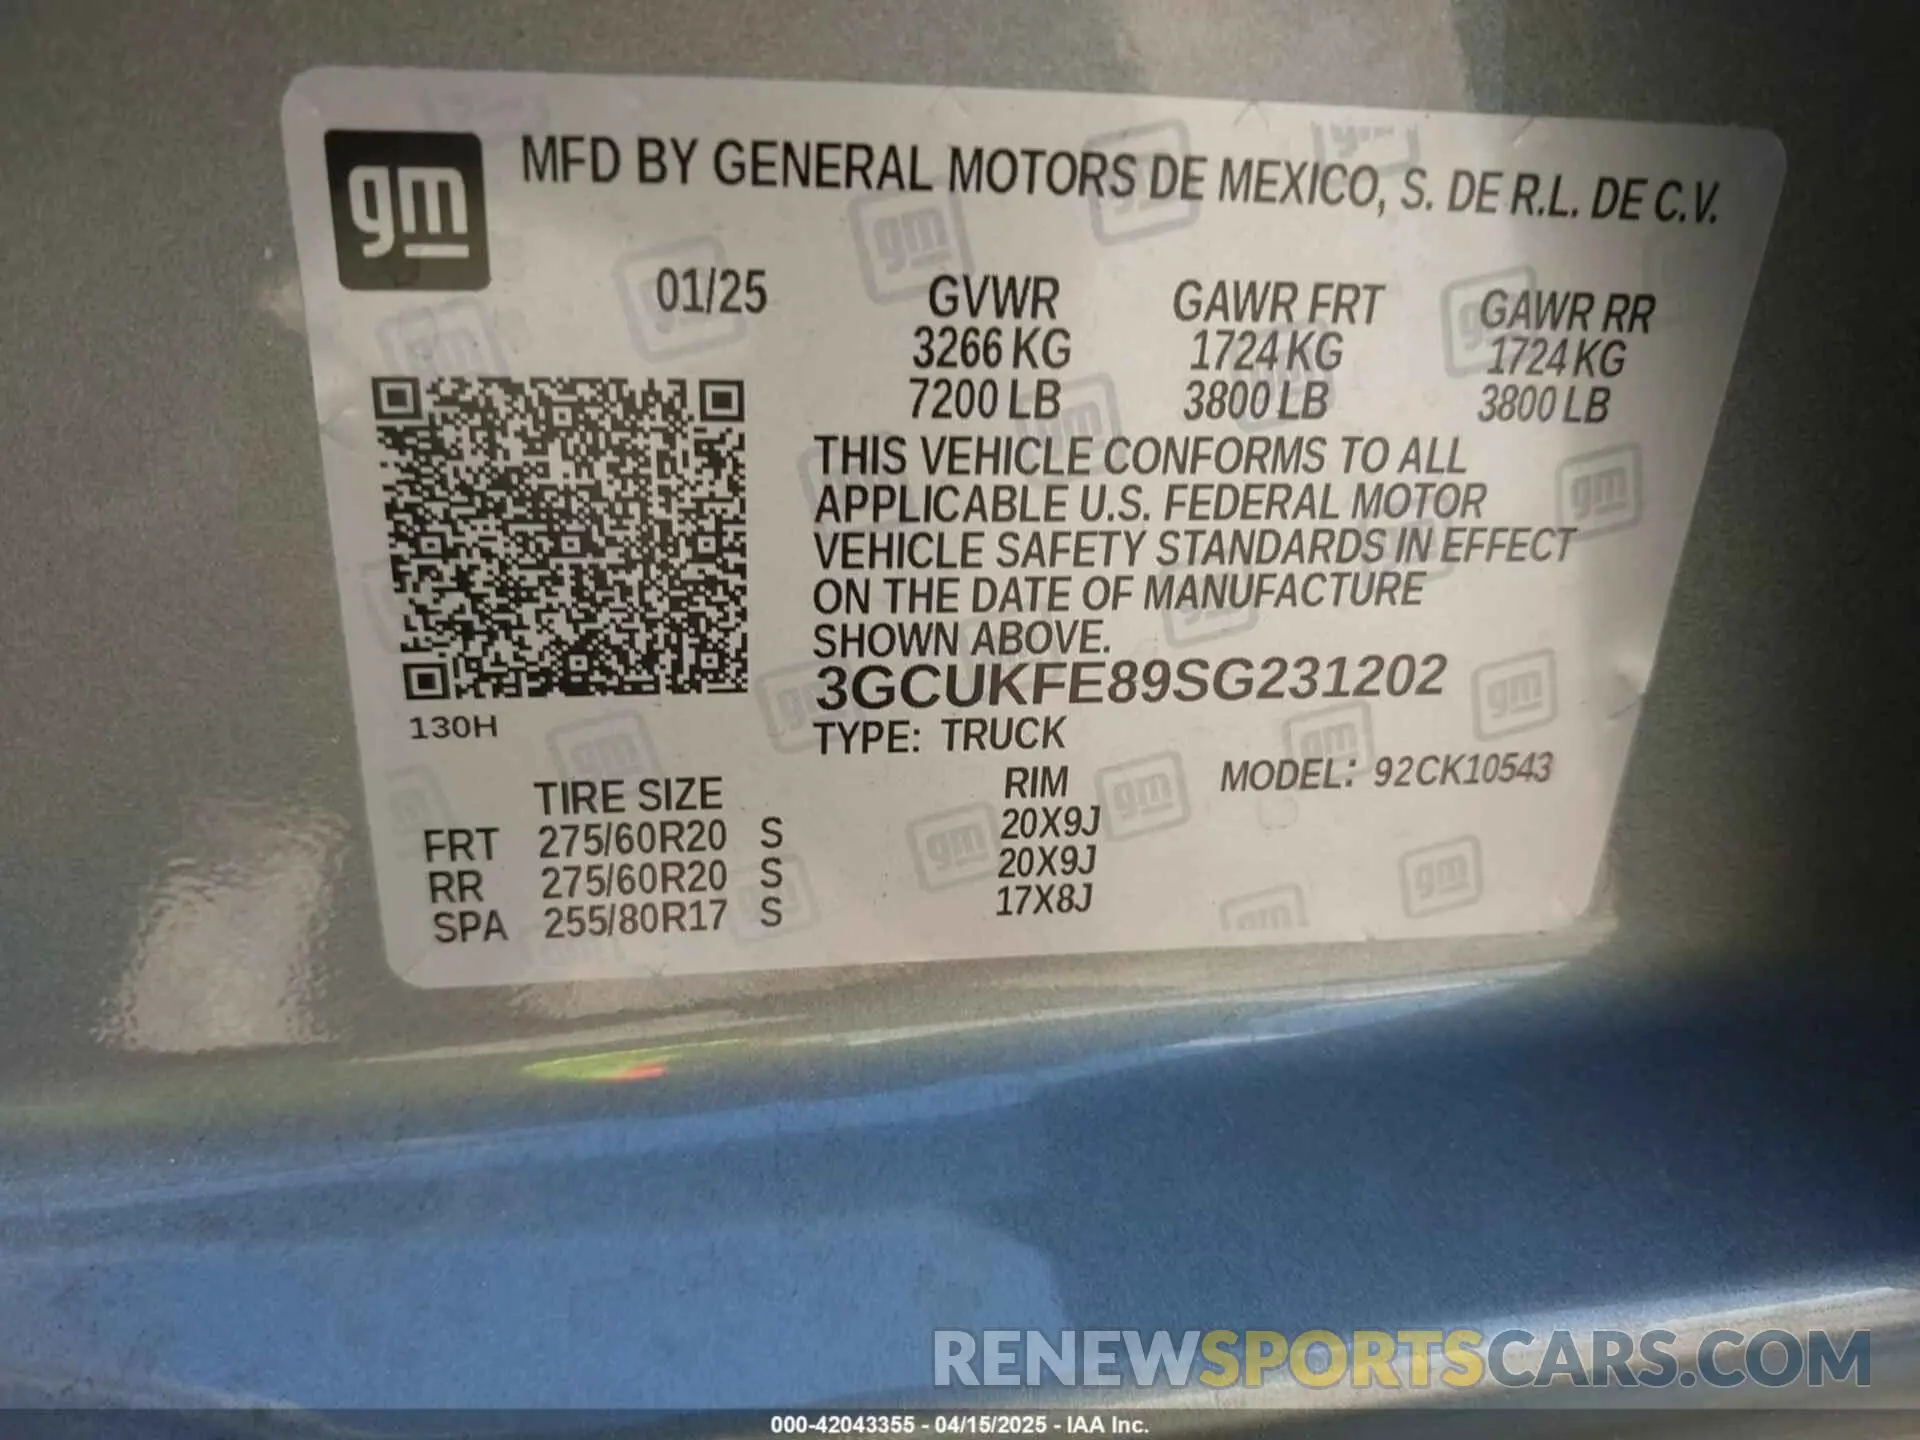 gm MFD BY GENERAL MOTORS DE MEXICO, S. DE R.L. DE C.V.
01/25 GVWR GAWR FRT GAWR RR
3266 KG 1724 KG 1724 KG
7200 LB 3800 LB 3800 LB
THIS VEHICLE CONFORMS TO ALL
APPLICABLE U.S. FEDERAL MOTOR
VEHICLE SAFETY STANDARDS IN EFFECT
ON THE DATE OF MANUFACTURE
SHOWN ABOVE.
3GCUKFE89SG231202
130H
TYPE: TRUCK
MODEL: 92CK10543
TIRE SIZE RIM
FRT 275/60R20 S 20X9J
RR 275/60R20 S 20X9J
SPA 255/80R17 S 17X8J
RENEWSPORTSCARS.COM
000-42043355 - 04/15/2025 - IAA Inc.